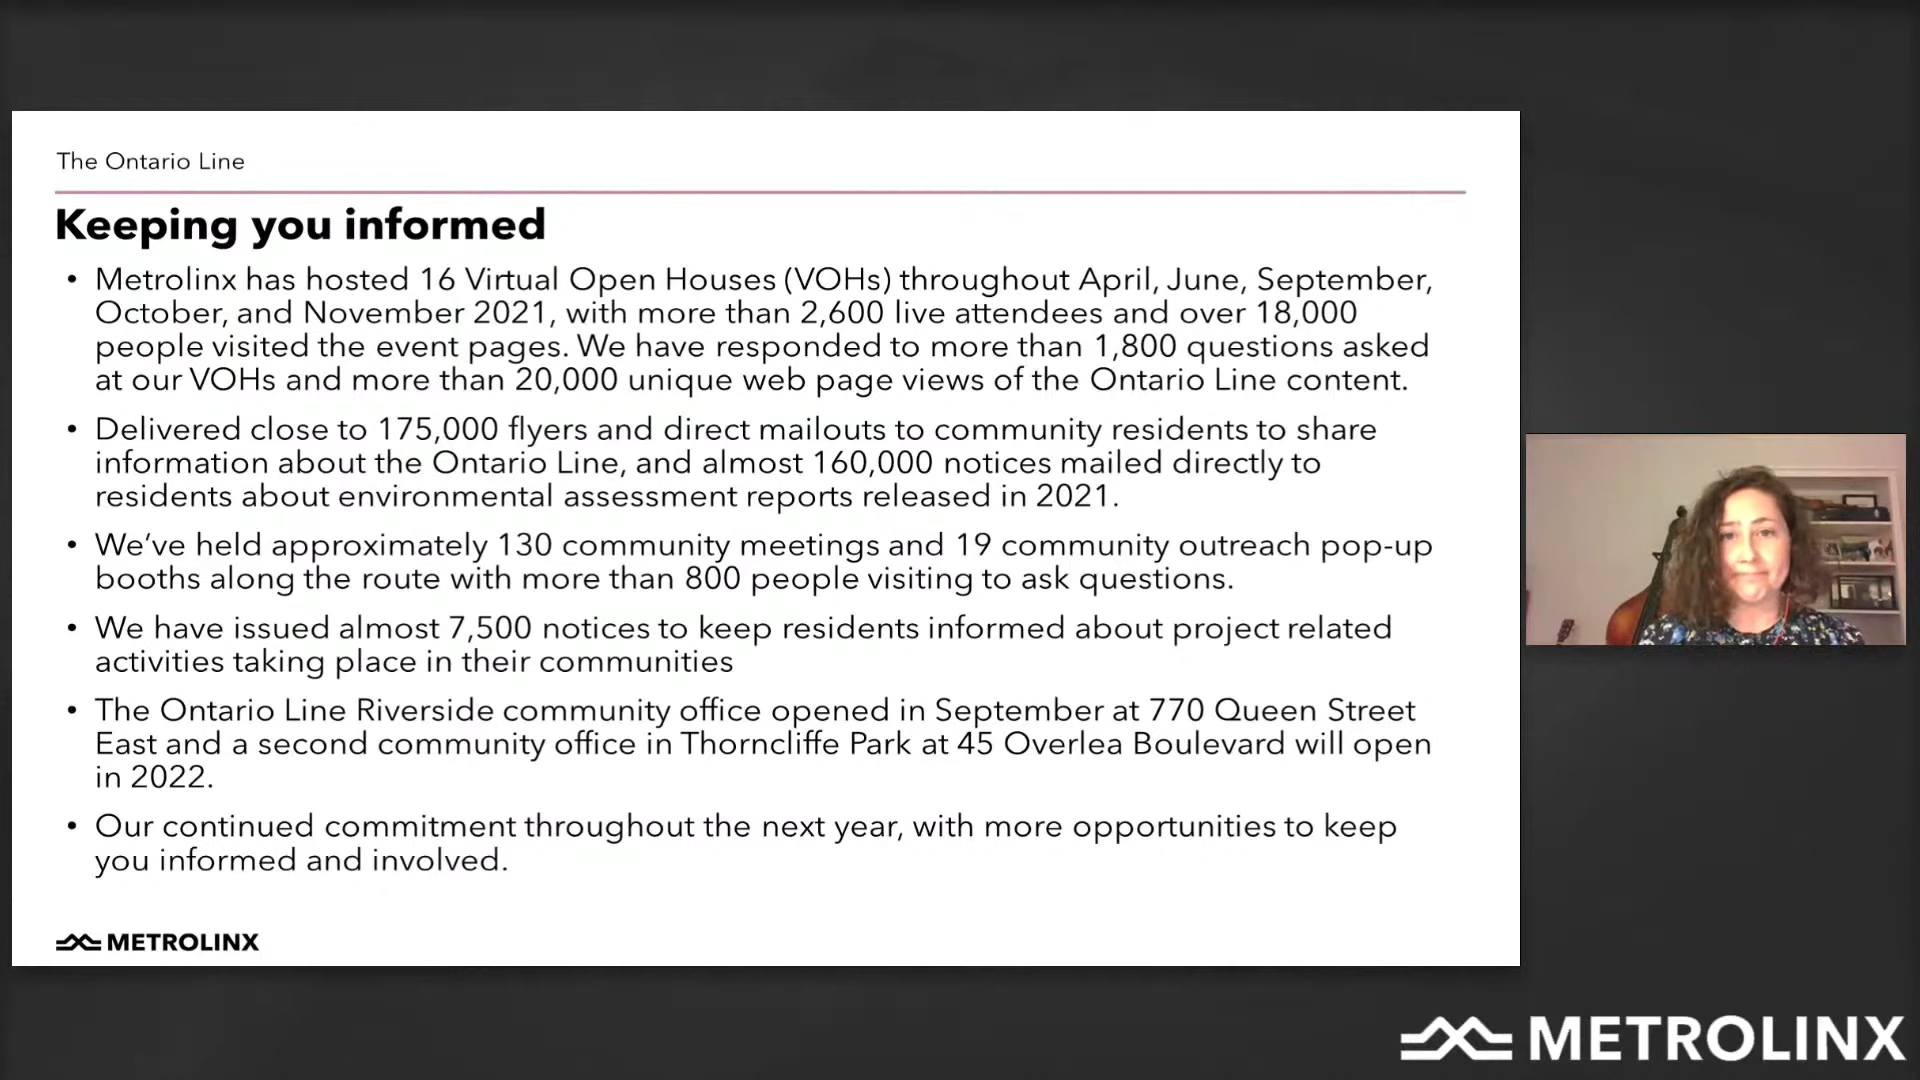 The Ontario Line
Keeping you informed
• Metrolinx has hosted 16 Virtual Open Houses (VOHs) throughout April, June, September,
October, and November 2021, with more than 2,600 live attendees and over 18,000
people visited the event pages. We have responded to more than 1,800 questions asked
at our VOHs and more than 20,000 unique web page views of the Ontario Line content.
• Delivered close to 175,000 flyers and direct mailouts to community residents to share
information about the Ontario Line, and almost 160,000 notices mailed directly to
residents about environmental assessment reports released in 2021.
• We’ve held approximately 130 community meetings and 19 community outreach pop-up
booths along the route with more than 800 people visiting to ask questions.
• We have issued almost 7,500 notices to keep residents informed about project related
activities taking place in their communities
• The Ontario Line Riverside community office opened in September at 770 Queen Street
East and a second community office in Thorncliffe Park at 45 Overlea Boulevard will open
in 2022.
• Our continued commitment throughout the next year, with more opportunities to keep
you informed and involved.
METROLINX
METROLINX